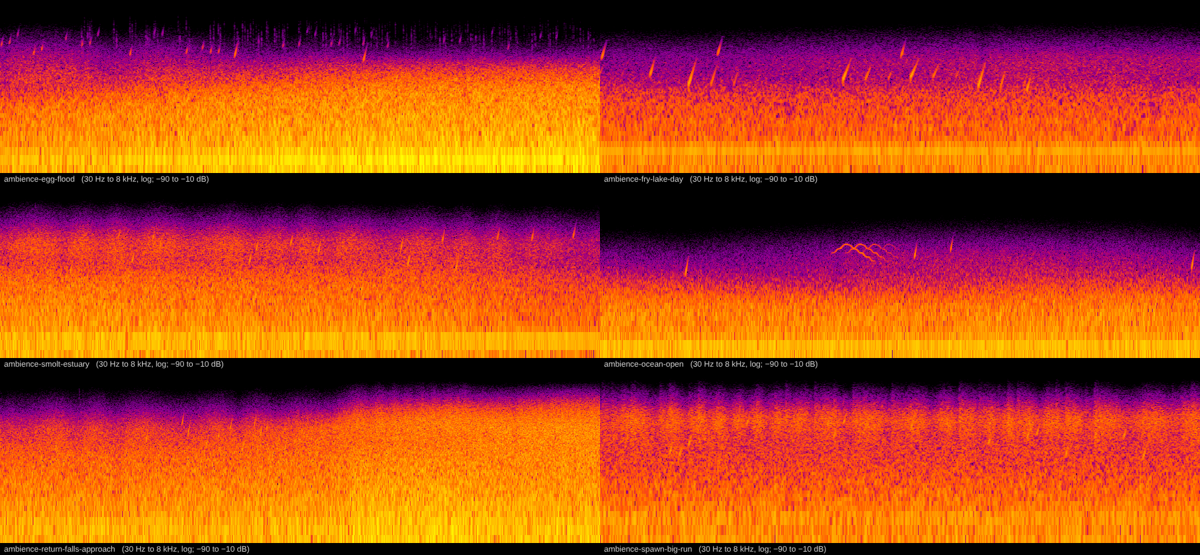 ambience-egg-flood (30 Hz to 8 kHz, log; −90 to −10 dB)
ambience-fry-lake-day (30 Hz to 8 kHz, log; −90 to −10 dB)
ambience-smolt-estuary (30 Hz to 8 kHz, log; −90 to −10 dB)
ambience-ocean-open (30 Hz to 8 kHz, log; −90 to −10 dB)
ambience-return-falls-approach (30 Hz to 8 kHz, log; −90 to −10 dB)
ambience-spawn-big-run (30 Hz to 8 kHz, log; −90 to −10 dB)